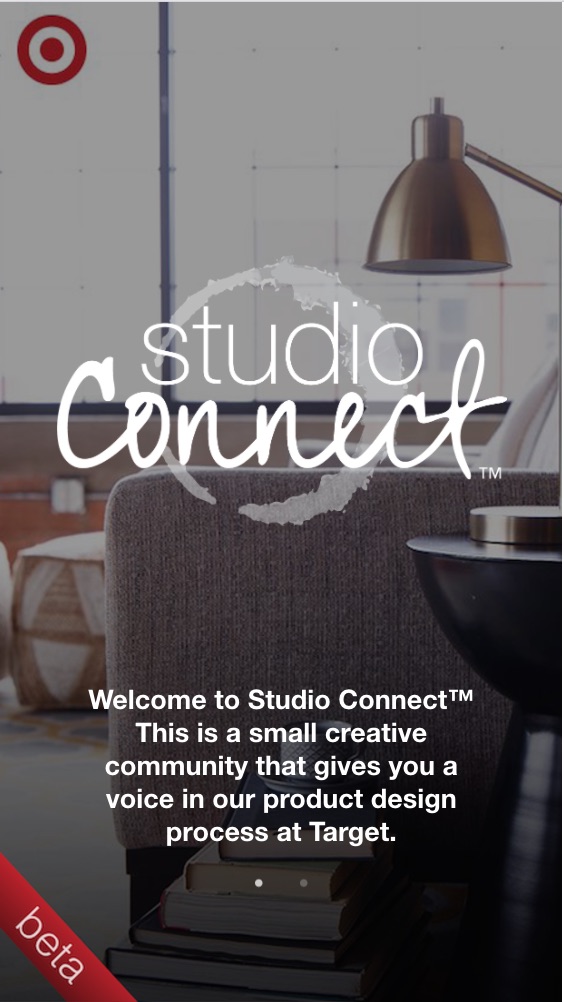 studio
Connect™
Welcome to Studio Connect™
This is a small creative
community that gives you a
voice in our product design
process at Target.
beta